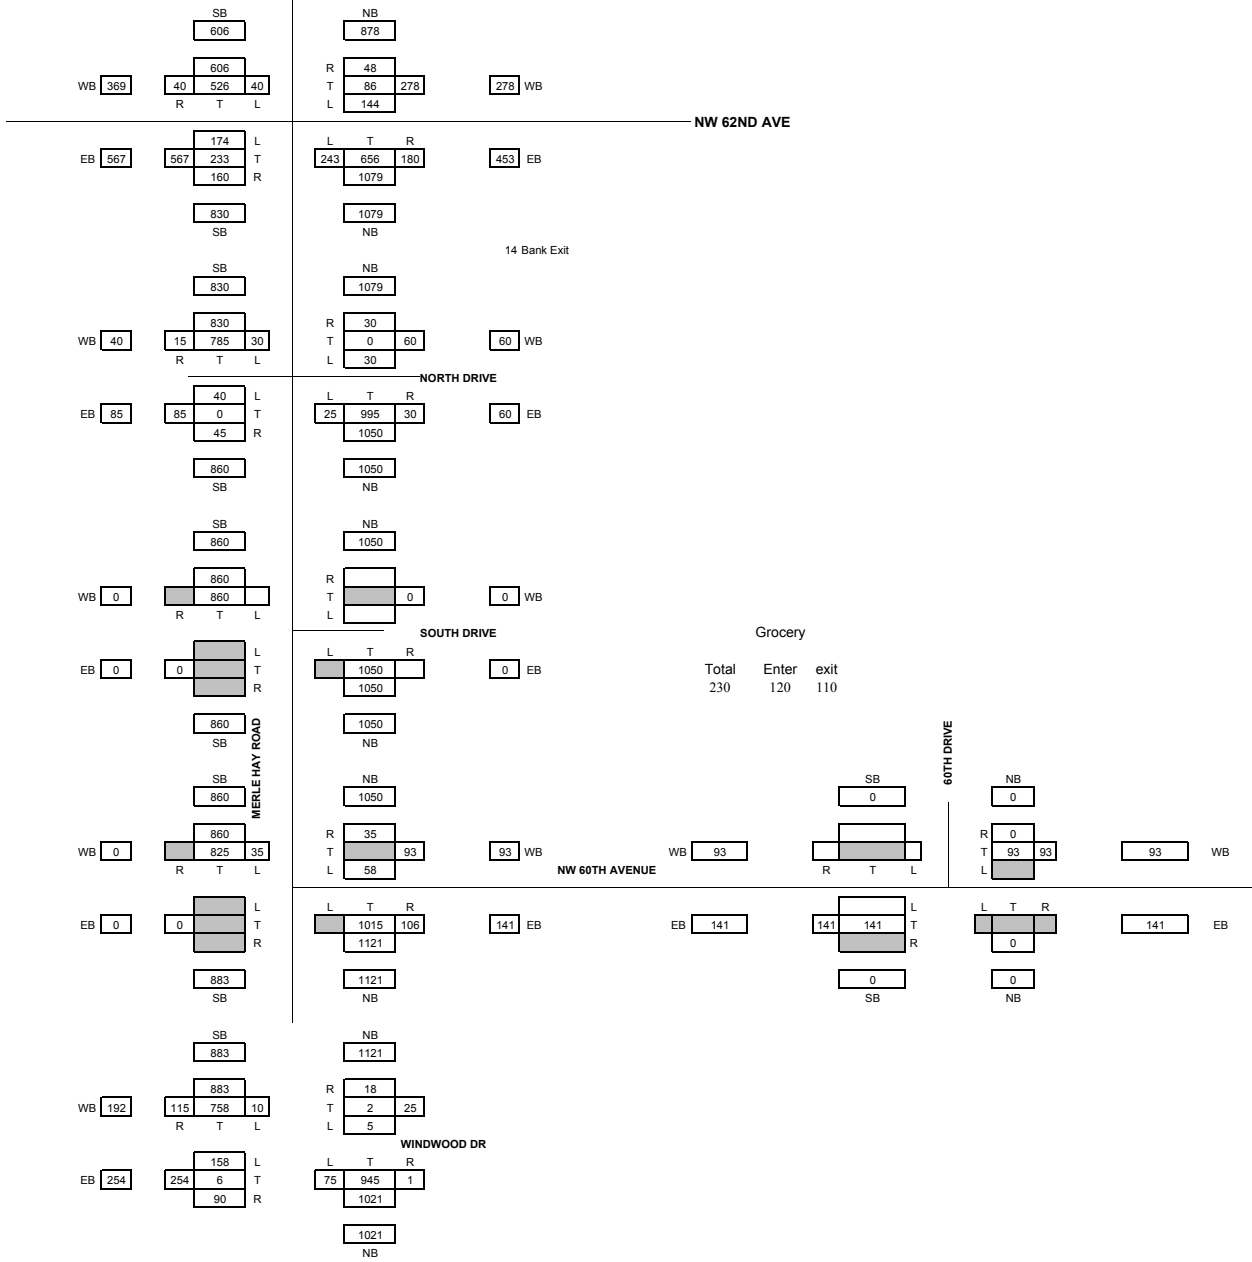 SB NB
606 878
606 R 48
WB 369 40 526 40 T 86 278 278 WB
R T L L 144
NW 62ND AVE
174 L L T R
EB 567 567 233 T 243 656 180 453 EB
160 R 1079
830 1079
SB NB
14 Bank Exit
SB NB
830 1079
830 R 30
WB 40 15 785 30 T 0 60 60 WB
R T L L 30
NORTH DRIVE
40 L L T R
EB 85 85 0 T 25 995 30 60 EB
45 R 1050
860 1050
SB NB
SB NB
860 1050
860 R
WB 0 860 T 0 0 WB
R T L L
SOUTH DRIVE Grocery
L L T R
EB 0 0 T 1050 0 EB Total Enter exit
R 1050 230 120 110
860 1050
SB NB
MERLE HAY ROAD
60TH DRIVE
SB NB SB NB
860 1050 0 0
860 R 35 R 0
WB 0 825 35 T 93 93 WB WB 93 T 93 93 93 WB
R T L L 58 R T L L
NW 60TH AVENUE
L L T R L L T R
EB 0 0 T 1015 106 141 EB EB 141 141 141 T 141 EB
R 1121 R 0
883 1121 0 0
SB NB SB NB
SB NB
883 1121
883 R 18
WB 192 115 758 10 T 2 25
R T L L 5
WINDWOOD DR
158 L L T R
EB 254 254 6 T 75 945 1
90 R 1021
1021
NB